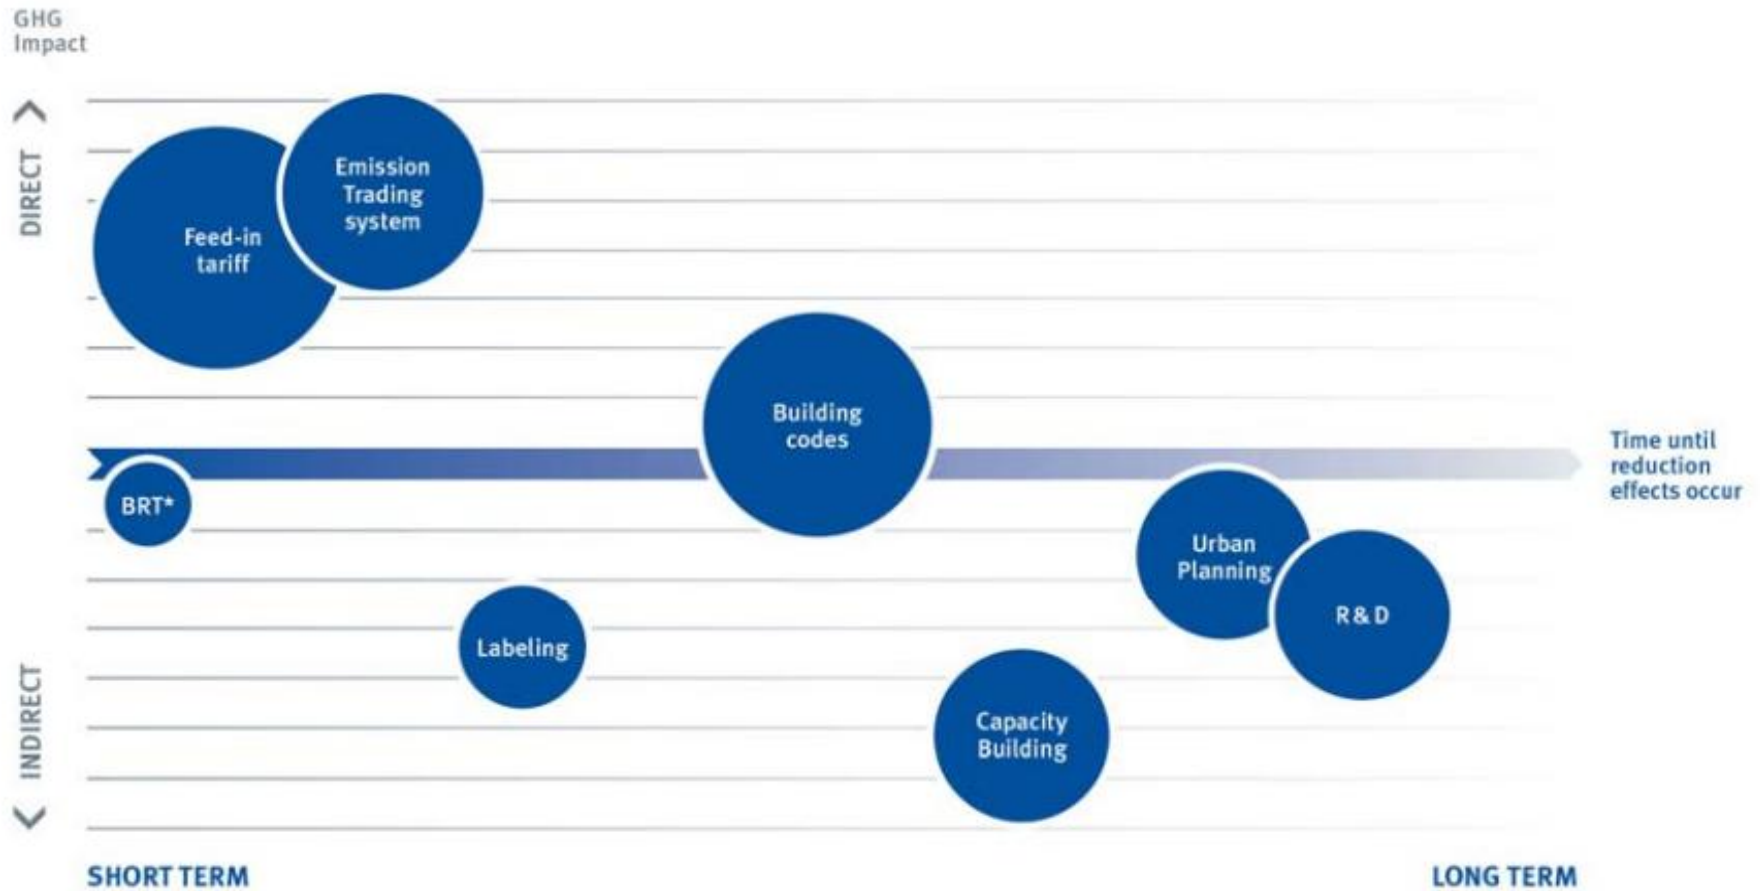 GHG
Impact
DIRECT
Emission
Trading
system
Feed-in
tariff
Building
codes
Time until
reduction
effects occur
BRT*
Urban
Planning
R & D
Labeling
Capacity
Building
INDIRECT
SHORT TERM
LONG TERM